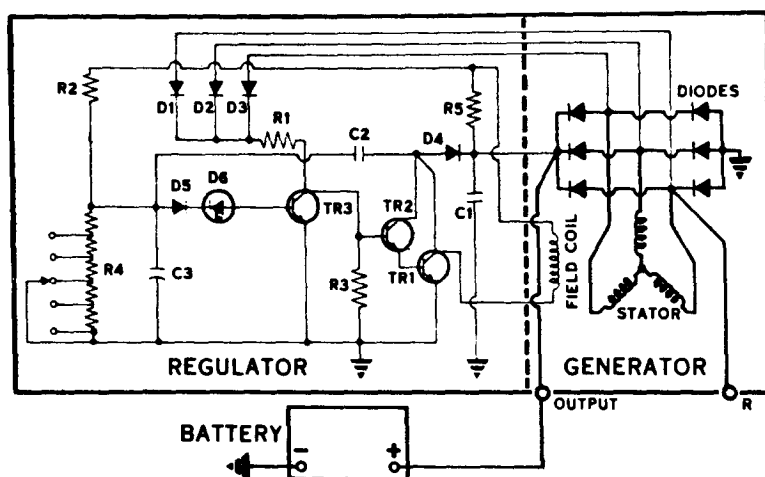 R2
D1
D2
D3
R1
R5
DIODES
C2
D4
D5
D6
TR3
TR2
C1
R4
C3
R3
TR1
FIELD COIL
STATOR
REGULATOR
GENERATOR
OUTPUT
R
BATTERY
-
+